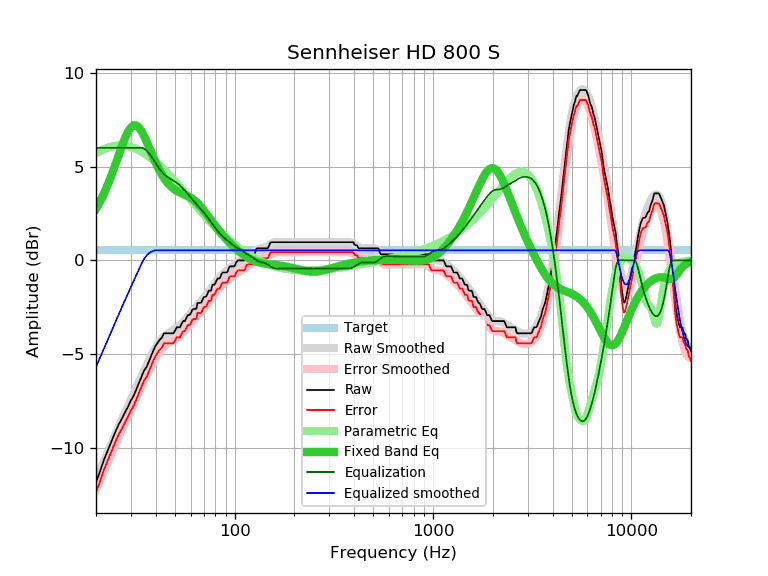 Sennheiser HD 800 S
10
5
0
−5
−10
Amplitude (dBr)
Target
Raw Smoothed
Error Smoothed
Raw
Error
Parametric Eq
Fixed Band Eq
Equalization
Equalized smoothed
100
1000
10000
Frequency (Hz)